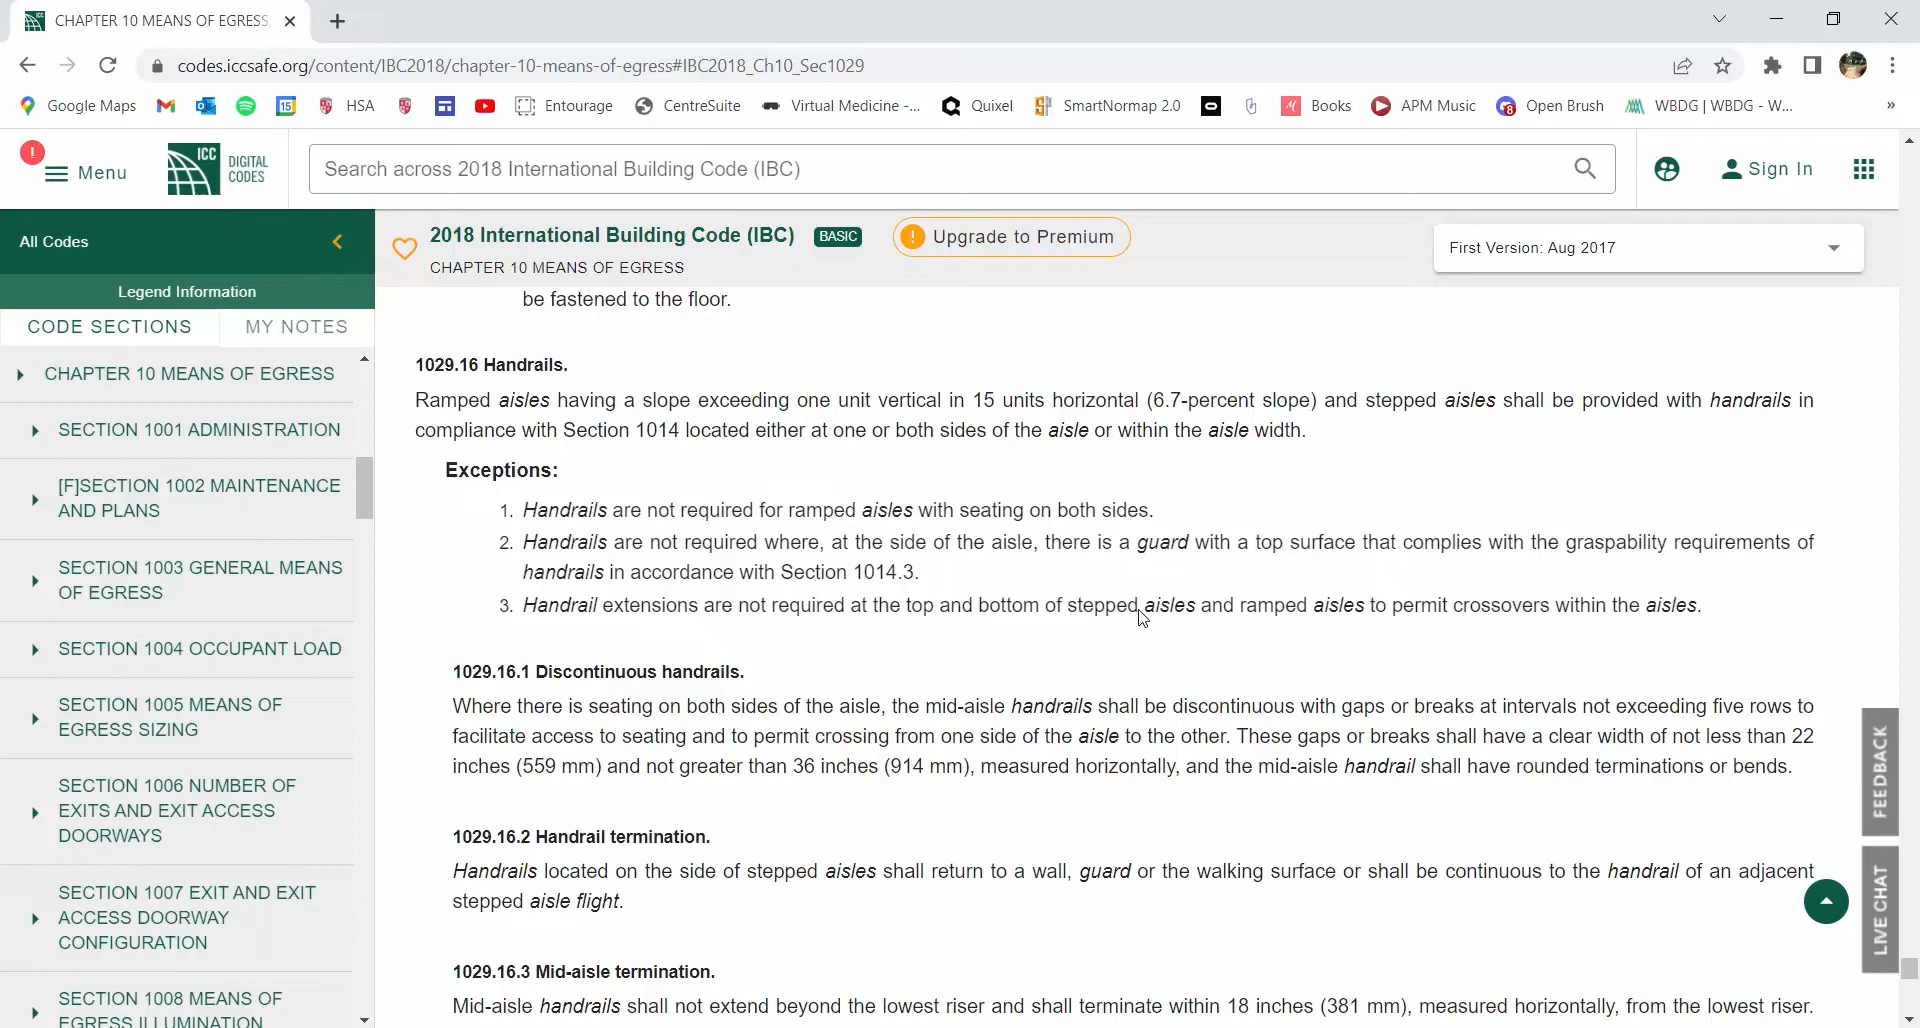 CHAPTER 10 MEANS OF EGRESS
codes.iccsafe.org/content/IBC2018/chapter-10-means-of-egress#IBC2018_Ch10_Sec1029
Google Maps 15 HSA Entourage CentreSuite Virtual Medicine -... Quixel SmartNormap 2.0 Books APM Music 8 Open Brush WBDG | WBDG - W... »
! Menu ICC DIGITAL CODES Search across 2018 International Building Code (IBC) Sign In
All Codes
Legend Information
CODE SECTIONS MY NOTES
CHAPTER 10 MEANS OF EGRESS
SECTION 1001 ADMINISTRATION
[F]SECTION 1002 MAINTENANCE
AND PLANS
SECTION 1003 GENERAL MEANS
OF EGRESS
SECTION 1004 OCCUPANT LOAD
SECTION 1005 MEANS OF
EGRESS SIZING
SECTION 1006 NUMBER OF
EXITS AND EXIT ACCESS
DOORWAYS
SECTION 1007 EXIT AND EXIT
ACCESS DOORWAY
CONFIGURATION
SECTION 1008 MEANS OF
EGRESS ILLUMINATION
2018 International Building Code (IBC) BASIC ! Upgrade to Premium
CHAPTER 10 MEANS OF EGRESS
First Version: Aug 2017
be fastened to the floor.
1029.16 Handrails.
Ramped aisles having a slope exceeding one unit vertical in 15 units horizontal (6.7-percent slope) and stepped aisles shall be provided with handrails in
compliance with Section 1014 located either at one or both sides of the aisle or within the aisle width.
Exceptions:
1. Handrails are not required for ramped aisles with seating on both sides.
2. Handrails are not required where, at the side of the aisle, there is a guard with a top surface that complies with the graspability requirements of
handrails in accordance with Section 1014.3.
3. Handrail extensions are not required at the top and bottom of stepped aisles and ramped aisles to permit crossovers within the aisles.
1029.16.1 Discontinuous handrails.
Where there is seating on both sides of the aisle, the mid-aisle handrails shall be discontinuous with gaps or breaks at intervals not exceeding five rows to
facilitate access to seating and to permit crossing from one side of the aisle to the other. These gaps or breaks shall have a clear width of not less than 22
inches (559 mm) and not greater than 36 inches (914 mm), measured horizontally, and the mid-aisle handrail shall have rounded terminations or bends.
1029.16.2 Handrail termination.
Handrails located on the side of stepped aisles shall return to a wall, guard or the walking surface or shall be continuous to the handrail of an adjacent
stepped aisle flight.
1029.16.3 Mid-aisle termination.
Mid-aisle handrails shall not extend beyond the lowest riser and shall terminate within 18 inches (381 mm), measured horizontally, from the lowest riser.
FEEDBACK
LIVE CHAT